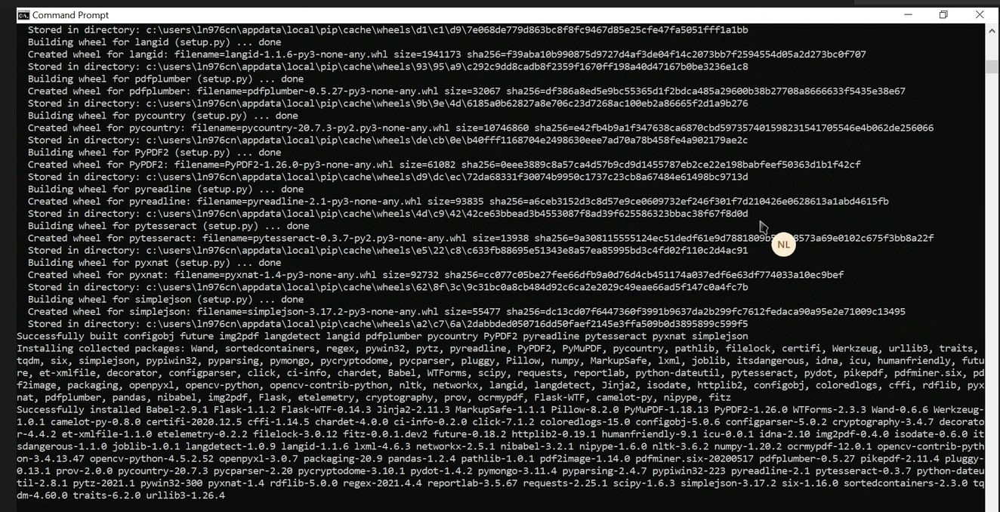 Command Prompt
Stored in directory: c:\users\ln976cn\appdata\local\pip\cache\wheels\d1\c1\d9\7e068de779d863bc8f8fc9467d85e25cfe47fa5051fff1a1bb
Building wheel for langid (setup.py) ... done
Created wheel for langid: filename=langid-1.1.6-py3-none-any.whl size=1941173 sha256=f39aba10b990875d9727d4af3de04f14c2073bb7f2594554d05a2d273bc0f707
Stored in directory: c:\users\ln976cn\appdata\local\pip\cache\wheels\93\95\a9\c292c9dd8cadb8f2359f1670ff198a40d47167b0be3236e1c8
Building wheel for pdfplumber (setup.py) ... done
Created wheel for pdfplumber: filename=pdfplumber-0.5.27-py3-none-any.whl size=32067 sha256=df386a8ed5e9bc55365d1f2bdca485a29600b38b27708a8666633f5435e38e67
Stored in directory: c:\users\ln976cn\appdata\local\pip\cache\wheels\9b\9e\4d\6185a0b62827a8e706c23d7268ac100eb2a86665f2d1a9b276
Building wheel for pycountry (setup.py) ... done
Created wheel for pycountry: filename=pycountry-20.7.3-py2.py3-none-any.whl size=10746860 sha256=e42fb4b9a1f347638ca6870cbd597357401598231541705546e4b062de256066
Stored in directory: c:\users\ln976cn\appdata\local\pip\cache\wheels\de\cb\0e\b40fff1168704e2498630eee7ad70a78b458fe4a902179ae2c
Building wheel for PyPDF2 (setup.py) ... done
Created wheel for PyPDF2: filename=PyPDF2-1.26.0-py3-none-any.whl size=61082 sha256=0eee3889c8a57ca4d57b9cd9d1455787eb2ce22e198babfeef50363d1b1f42cf
Stored in directory: c:\users\ln976cn\appdata\local\pip\cache\wheels\d9\dc\ec\72da68331f30074b9950c1737c23cb8a67484e61498bc9713d
Building wheel for pyreadline (setup.py) ... done
Created wheel for pyreadline: filename=pyreadline-2.1-py3-none-any.whl size=93835 sha256=a6ceb3152d3c8d57e9ce0609732ef246f301f7d210426e0628613a1abd4615fb
Stored in directory: c:\users\ln976cn\appdata\local\pip\cache\wheels\4d\c9\42\42ce63bbead3b4553087f8ad39f625586323bbac38f67f8d0d
Building wheel for pytesseract (setup.py) ... done
Created wheel for pytesseract: filename=pytesseract-0.3.7-py2.py3-none-any.whl size=13938
NL
Stored in directory: c:\users\ln976cn\appdata\local\pip\cache\wheels\e5\22\c8\c633fb88695e51343e8a57ea85995bd3c4fd02f110c2d4ac91
Building wheel for pyxnat (setup.py) ... done
Created wheel for pyxnat: filename=pyxnat-1.4-py3-none-any.whl size=92732 sha256=cc077c05be27fee66dfb9a0d76d4cb451174a037edf6e63df774033a10ec9bef
Stored in directory: c:\users\ln976cn\appdata\local\pip\cache\wheels\62\8f\3c\9c31bc0a8cb484d92c6ca2e2029c49eae66ad5f147c0a4fc7b
Building wheel for simplejson (setup.py) ... done
Created wheel for simplejson: filename=simplejson-3.17.2-py3-none-any.whl size=55477 sha256=dc13cd07f6447360f3991b9637da2b299fc7612fedaca90a95e2e71009c13495
Stored in directory: c:\users\ln976cn\appdata\local\pip\cache\wheels\a2\c7\6a\2dabbded050716dd50faef2145e3ffa509b0d3895899c599f5
Successfully built configobj future img2pdf langdetect langid pdfplumber pycountry PyPDF2 pyreadline pytesseract pyxnat simplejson
Installing collected packages: Wand, sortedcontainers, regex, pywin32, pytz, pyreadline, PyPDF2, PyMuPDF, pycountry, pathlib, filelock, certifi, Werkzeug, urllib3, traits,
tqdm, six, simplejson, pypiwin32, pyparsing, pymongo, pycryptodome, pycparser, pluggy, Pillow, numpy, MarkupSafe, lxml, joblib, itsdangerous, idna, icu, humanfriendly, futu
re, et-xmlfile, decorator, configparser, click, ci-info, chardet, Babel, WTForms, scipy, requests, reportlab, python-dateutil, pytesseract, pydot, pikepdf, pdfminer.six, pd
f2image, packaging, openpyxl, opencv-python, opencv-contrib-python, nltk, networkx, langid, langdetect, Jinja2, isodate, httplib2, configobj, coloredlogs, cffi, rdflib, pyx
nat, pdfplumber, pandas, nibabel, img2pdf, Flask, etelemetry, cryptography, prov, ocrmypdf, Flask-WTF, camelot-py, nipype, fitz
Successfully installed Babel-2.9.1 Flask-1.1.2 Flask-WTF-0.14.3 Jinja2-2.11.3 MarkupSafe-1.1.1 Pillow-8.2.0 PyMuPDF-1.18.13 PyPDF2-1.26.0 WTForms-2.3.3 Wand-0.6.6 Werkzeug-
1.0.1 camelot-py-0.8.0 certifi-2020.12.5 cffi-1.14.5 chardet-4.0.0 ci-info-0.2.0 click-7.1.2 coloredlogs-15.0 configobj-5.0.6 configparser-5.0.2 cryptography-3.4.7 decorato
r-4.4.2 et-xmlfile-1.1.0 etelemetry-0.2.2 filelock-3.0.12 fitz-0.0.1.dev2 future-0.18.2 httplib2-0.19.1 humanfriendly-9.1 icu-0.0.1 idna-2.10 img2pdf-0.4.0 isodate-0.6.0 it
sdangerous-1.1.0 joblib-1.0.1 langdetect-1.0.9 langid-1.1.6 lxml-4.6.3 networkx-2.5.1 nibabel-3.2.1 nipype-1.6.0 nltk-3.6.2 numpy-1.20.2 ocrmypdf-12.0.1 opencv-contrib-pyth
on-3.4.13.47 opencv-python-4.5.2.52 openpyxl-3.0.7 packaging-20.9 pandas-1.2.4 pathlib-1.0.1 pdf2image-1.14.0 pdfminer.six-20200517 pdfplumber-0.5.27 pikepdf-2.11.4 pluggy-
0.13.1 prov-2.0.0 pycountry-20.7.3 pycparser-2.20 pycryptodome-3.10.1 pydot-1.4.2 pymongo-3.11.4 pyparsing-2.4.7 pypiwin32-223 pyreadline-2.1 pytesseract-0.3.7 python-dateu
til-2.8.1 pytz-2021.1 pywin32-300 pyxnat-1.4 rdflib-5.0.0 regex-2021.4.4 reportlab-3.5.67 requests-2.25.1 scipy-1.6.3 simplejson-3.17.2 six-1.16.0 sortedcontainers-2.3.0 tq
dm-4.60.0 traits-6.2.0 urllib3-1.26.4